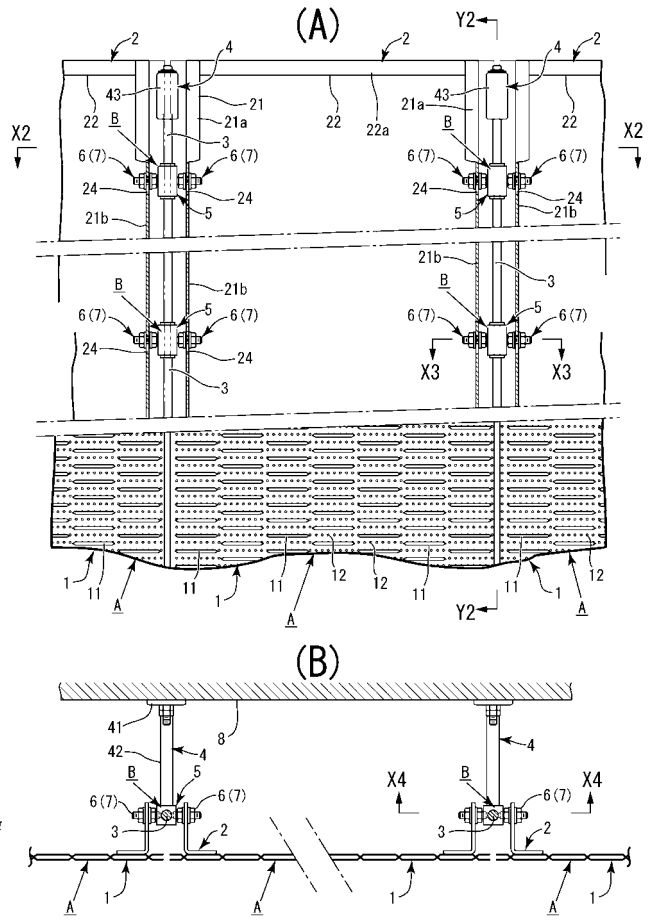 (A)
Y2
2 4 2 2 4
43 21 43
22 21a 22 22a 21a 22
X2 B 3 B X2
6(7) 6(7) 6(7) 6(7)
24 24 24 24
21b 5 5 21b
21b 21b 3
B 5 B 5
6(7) 6(7) 6(7) 6(7)
24 24 X3 X3
3
1 11 A 11 1 11 A 12 12 11 11 1 12 A
Y2
(B)
41 8
42 4 4
B 5 X4 B X4
6(7) 6(7) 6(7)
3 2 3 2
A 1 A 1 A 1